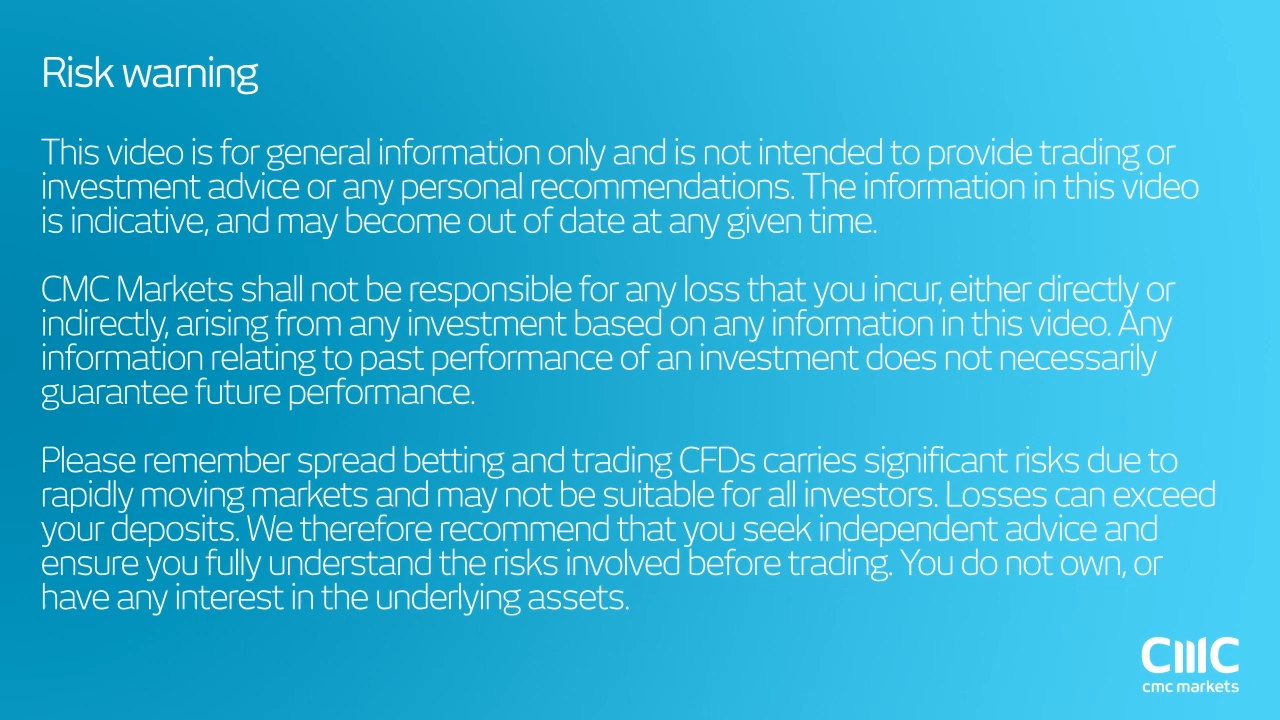 Risk warning
This video is for general information only and is not intended to provide trading or
investment advice or any personal recommendations. The information in this video
is indicative, and may become out of date at any given time.
CMC Markets shall not be responsible for any loss that you incur, either directly or
indirectly, arising from any investment based on any information in this video. Any
information relating to past performance of an investment does not necessarily
guarantee future performance.
Please remember spread betting and trading CFDs carries significant risks due to
rapidly moving markets and may not be suitable for all investors. Losses can exceed
your deposits. We therefore recommend that you seek independent advice and
ensure you fully understand the risks involved before trading. You do not own, or
have any interest in the underlying assets.
CMC
cmc markets